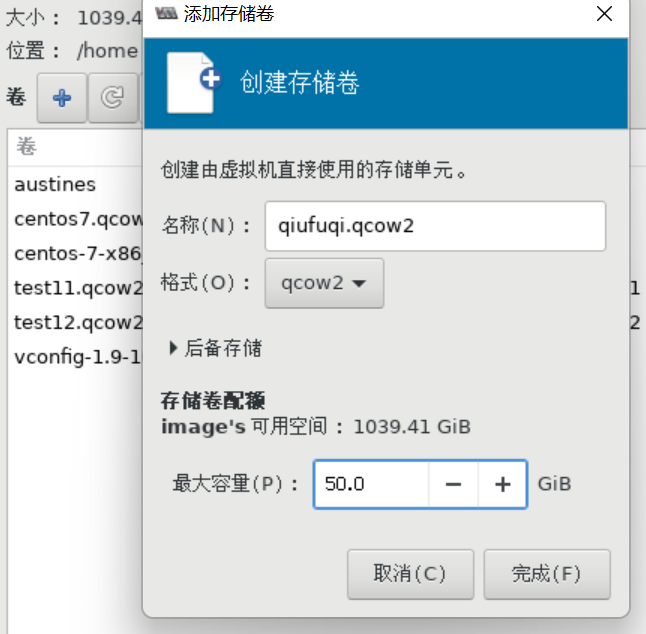 大小： 1039.4
添加存储卷
位置： /home
创建存储卷
卷
卷
创建由虚拟机直接使用的存储单元。
austines
名称(N)： qiufuqi.qcow2
centos7.qcow
centos-7-x86
格式(O)： qcow2
test11.qcow2
1
test12.qcow2
2
后备存储
vconfig-1.9-1
存储卷配额
image's 可用空间： 1039.41 GiB
最大容量(P)： 50.0 − + GiB
取消(C) 完成(F)